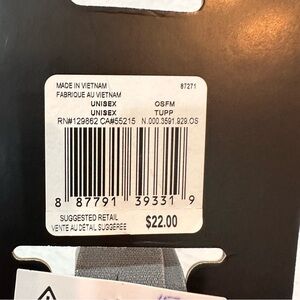 MADE IN VIETNAM 87271
FABRIQUE AU VIETNAM
UNISEX OSFM
UNISEX TUPP
RN#129862 CA#55215 N.000.3591.929.OS
8 87791 39331 9
SUGGESTED RETAIL
VENTE AU DÉTAIL SUGGÉRÉE $22.00